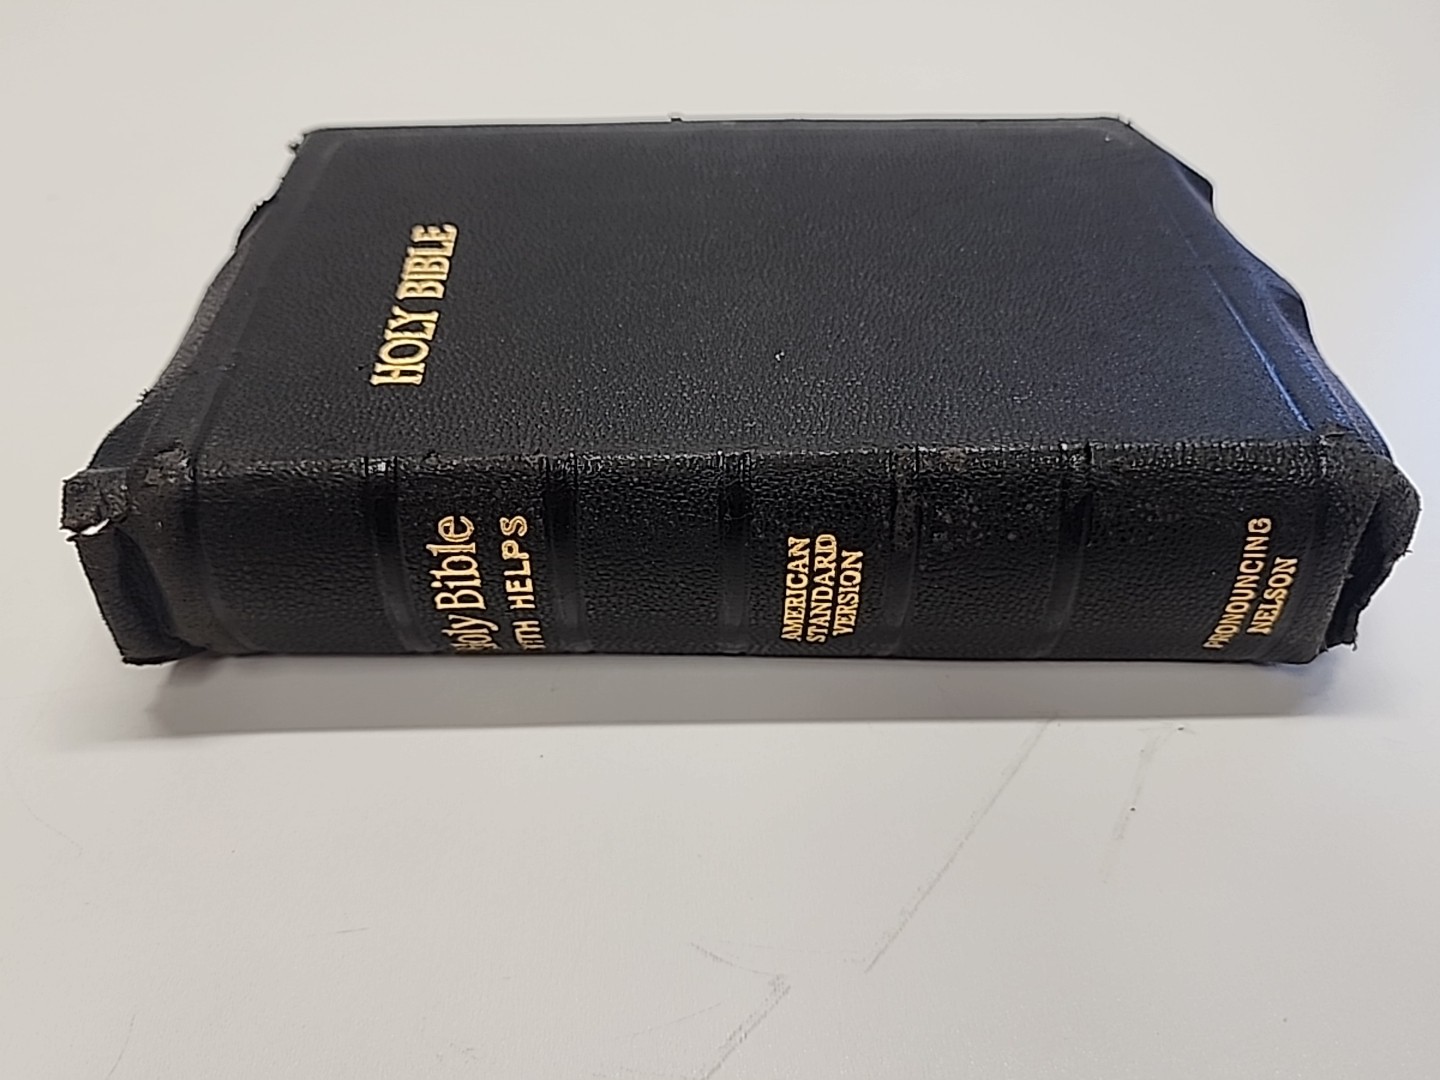 HOLY BIBLE
Holy Bible
WITH HELPS
AMERICAN
STANDARD
VERSION
PRONOUNCING
NELSON